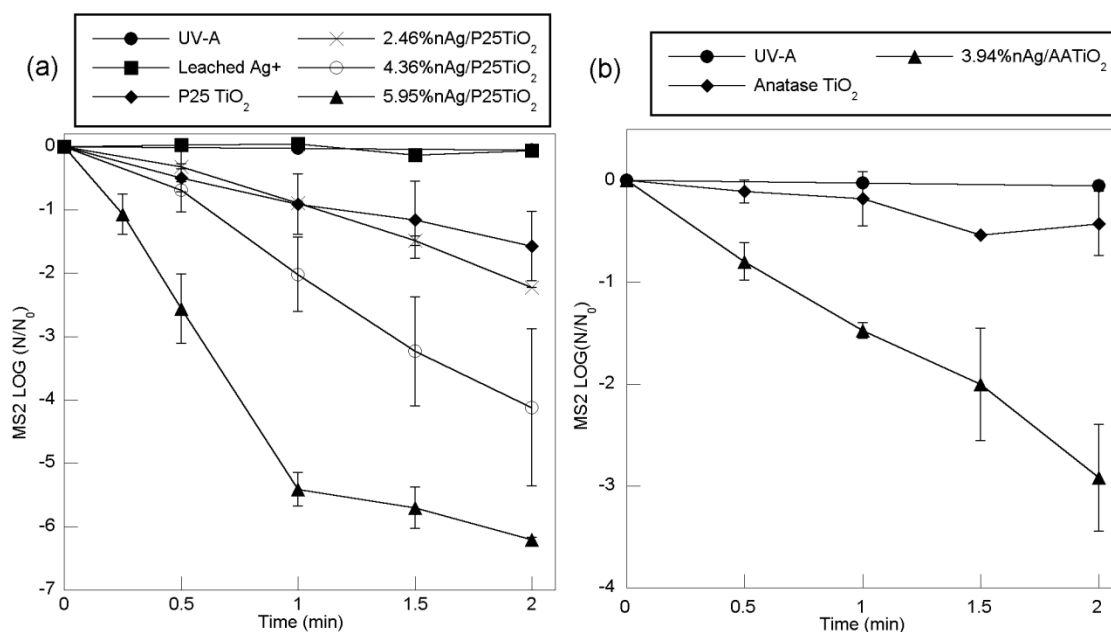 (a)
UV-A
2.46%nAg/P25TiO₂
Leached Ag+
4.36%nAg/P25TiO₂
P25 TiO₂
5.95%nAg/P25TiO₂
0
-1
-2
-3
-4
-5
-6
-7
MS2 LOG (N/N₀)
0
0.5
1
1.5
2
Time (min)
(b)
UV-A
3.94%nAg/AATiO₂
Anatase TiO₂
0
-1
-2
-3
-4
MS2 LOG(N/N₀)
0
0.5
1
1.5
2
Time (min)